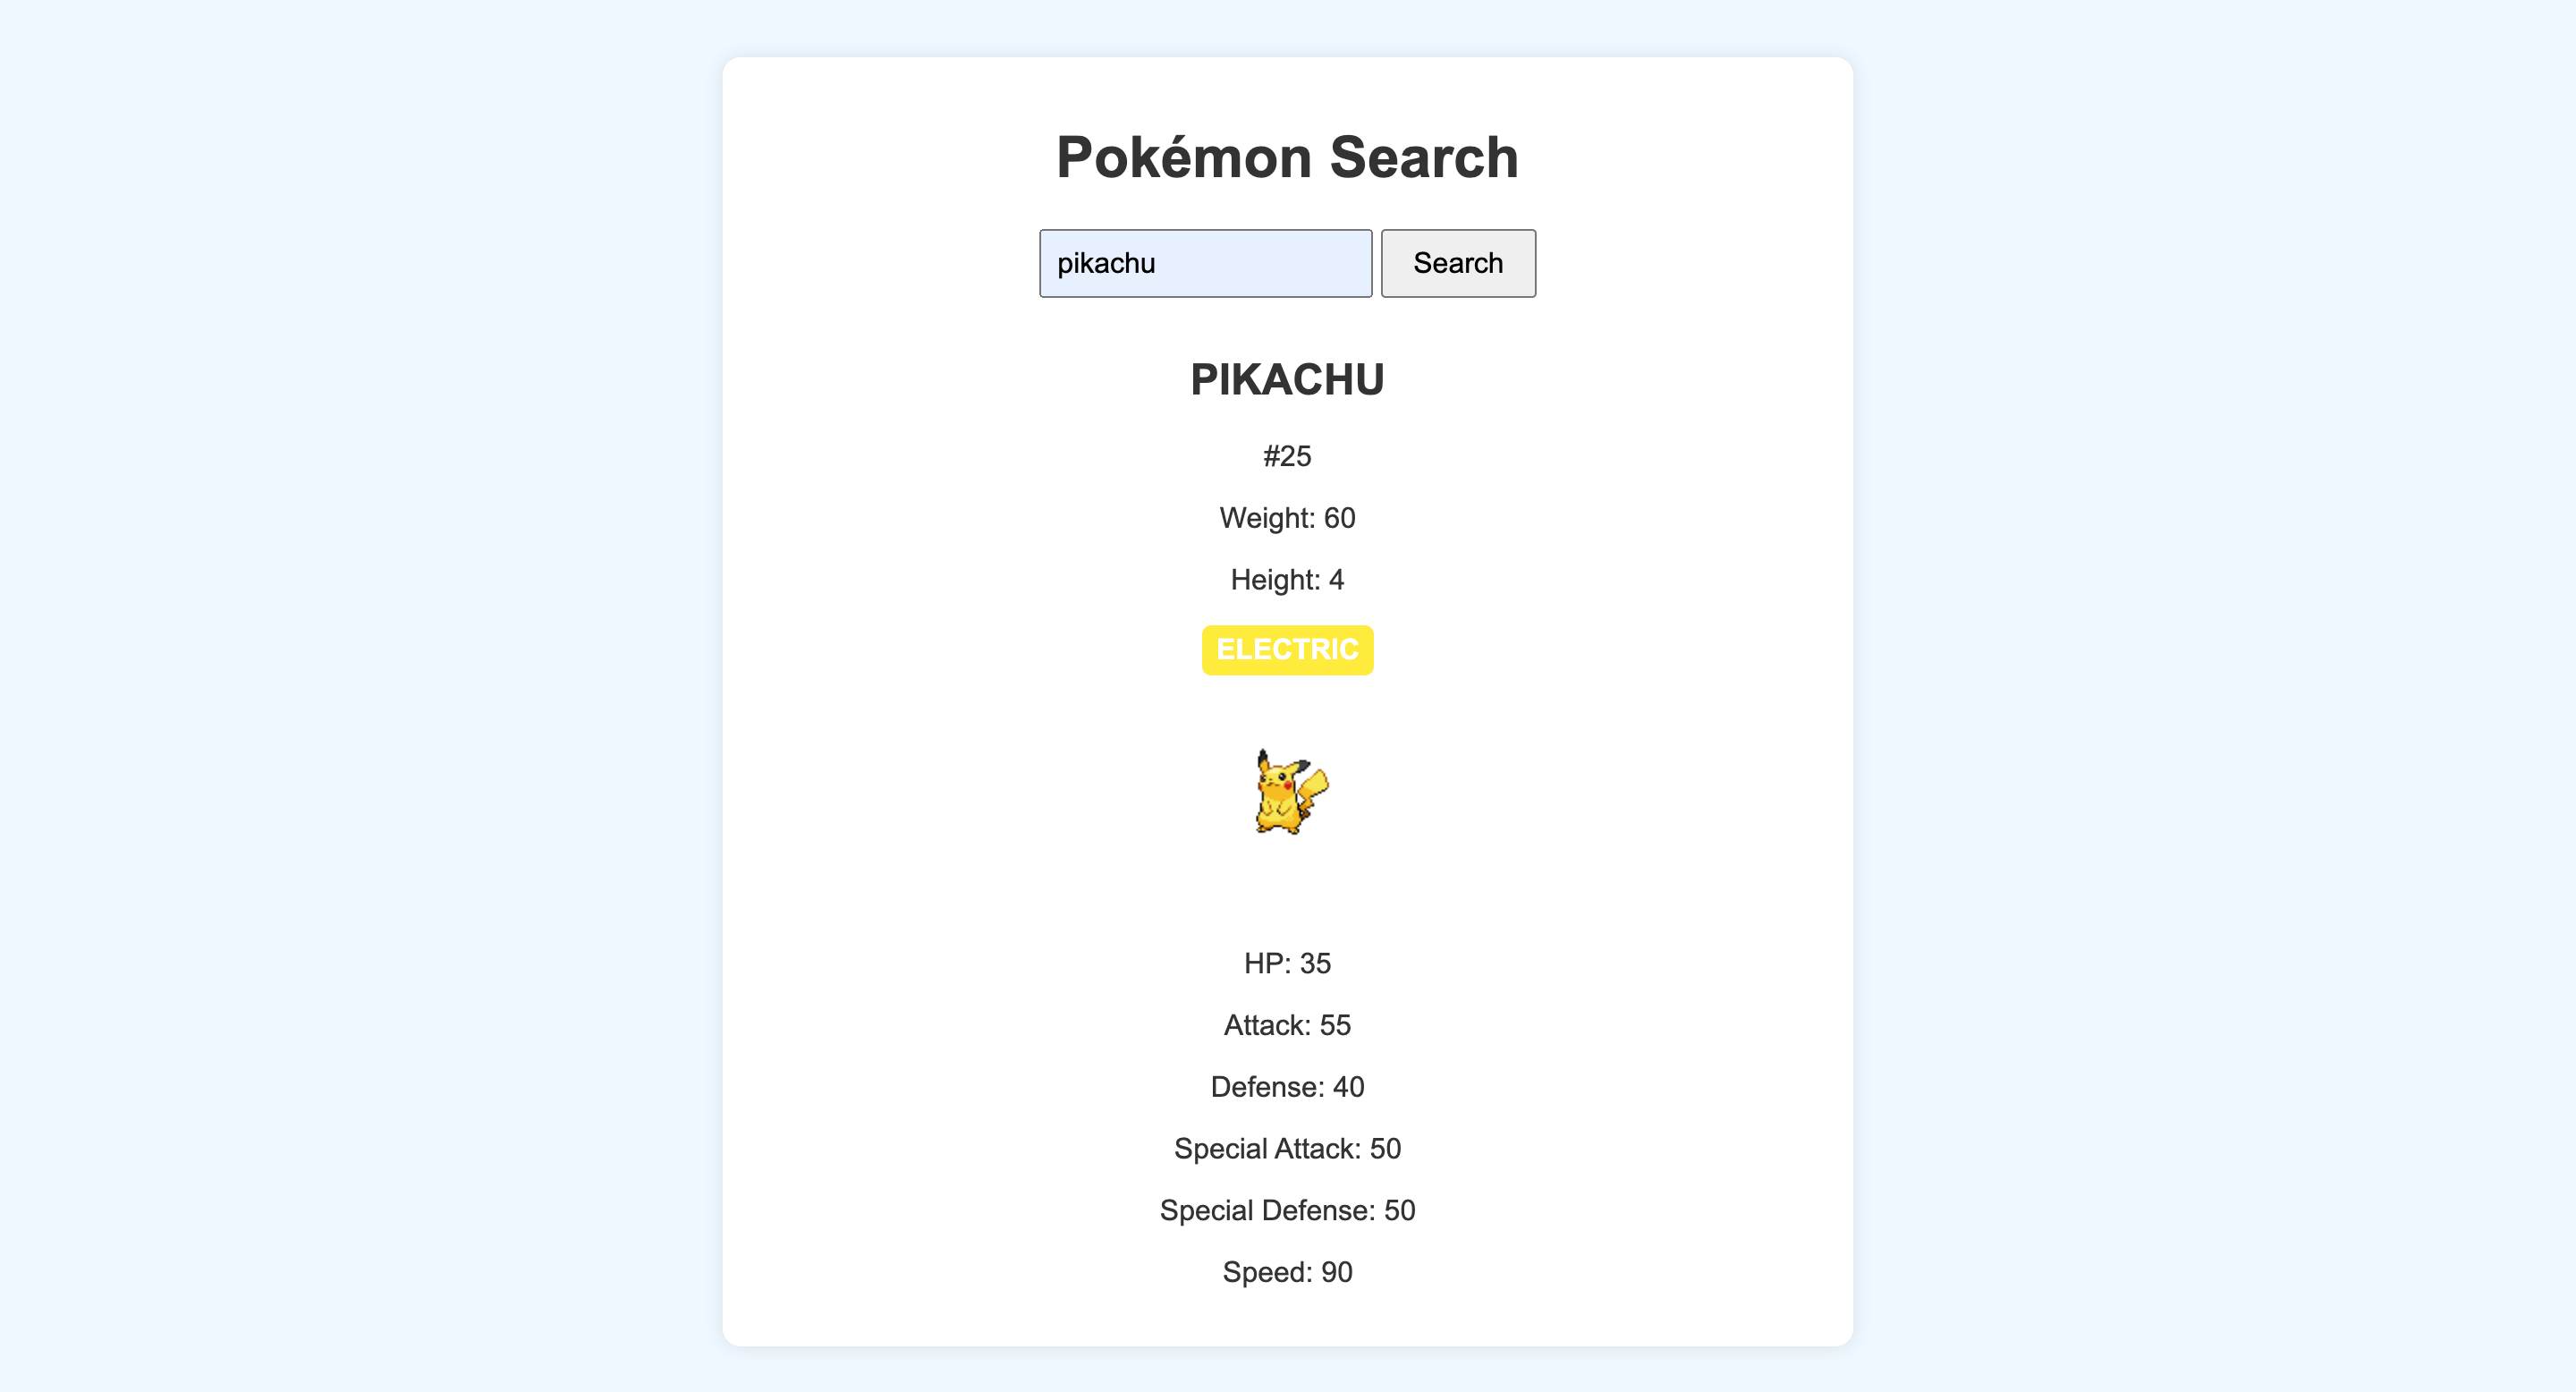 Pokémon Search
pikachu Search
PIKACHU
#25
Weight: 60
Height: 4
ELECTRIC
HP: 35
Attack: 55
Defense: 40
Special Attack: 50
Special Defense: 50
Speed: 90